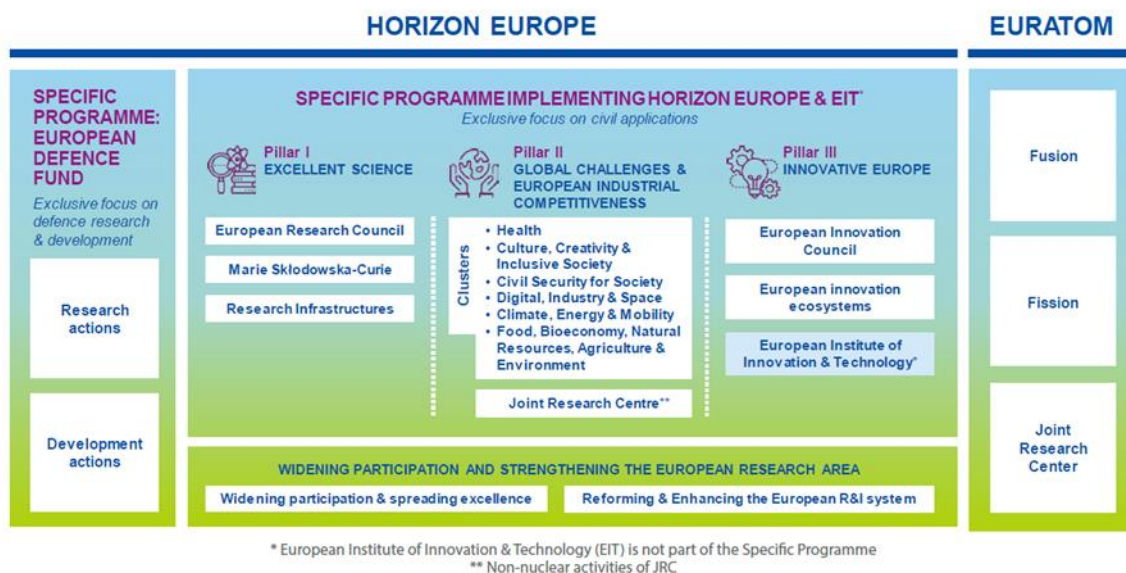 HORIZON EUROPE
EURATOM
SPECIFIC
PROGRAMME:
EUROPEAN
DEFENCE
FUND
Exclusive focus on
defence research
& development
Research
actions
Development
actions
SPECIFIC PROGRAMME IMPLEMENTING HORIZON EUROPE & EIT*
Exclusive focus on civil applications
Pillar I
EXCELLENT SCIENCE
European Research Council
Marie Skłodowska-Curie
Research Infrastructures
Pillar II
GLOBAL CHALLENGES &
EUROPEAN INDUSTRIAL
COMPETITIVENESS
Clusters
• Health
• Culture, Creativity &
Inclusive Society
• Civil Security for Society
• Digital, Industry & Space
• Climate, Energy & Mobility
• Food, Bioeconomy, Natural
Resources, Agriculture &
Environment
Joint Research Centre**
Pillar III
INNOVATIVE EUROPE
European Innovation
Council
European innovation
ecosystems
European Institute of
Innovation & Technology*
WIDENING PARTICIPATION AND STRENGTHENING THE EUROPEAN RESEARCH AREA
Widening participation & spreading excellence
Reforming & Enhancing the European R&I system
Fusion
Fission
Joint
Research
Center
* European Institute of Innovation & Technology (EIT) is not part of the Specific Programme
** Non-nuclear activities of JRC